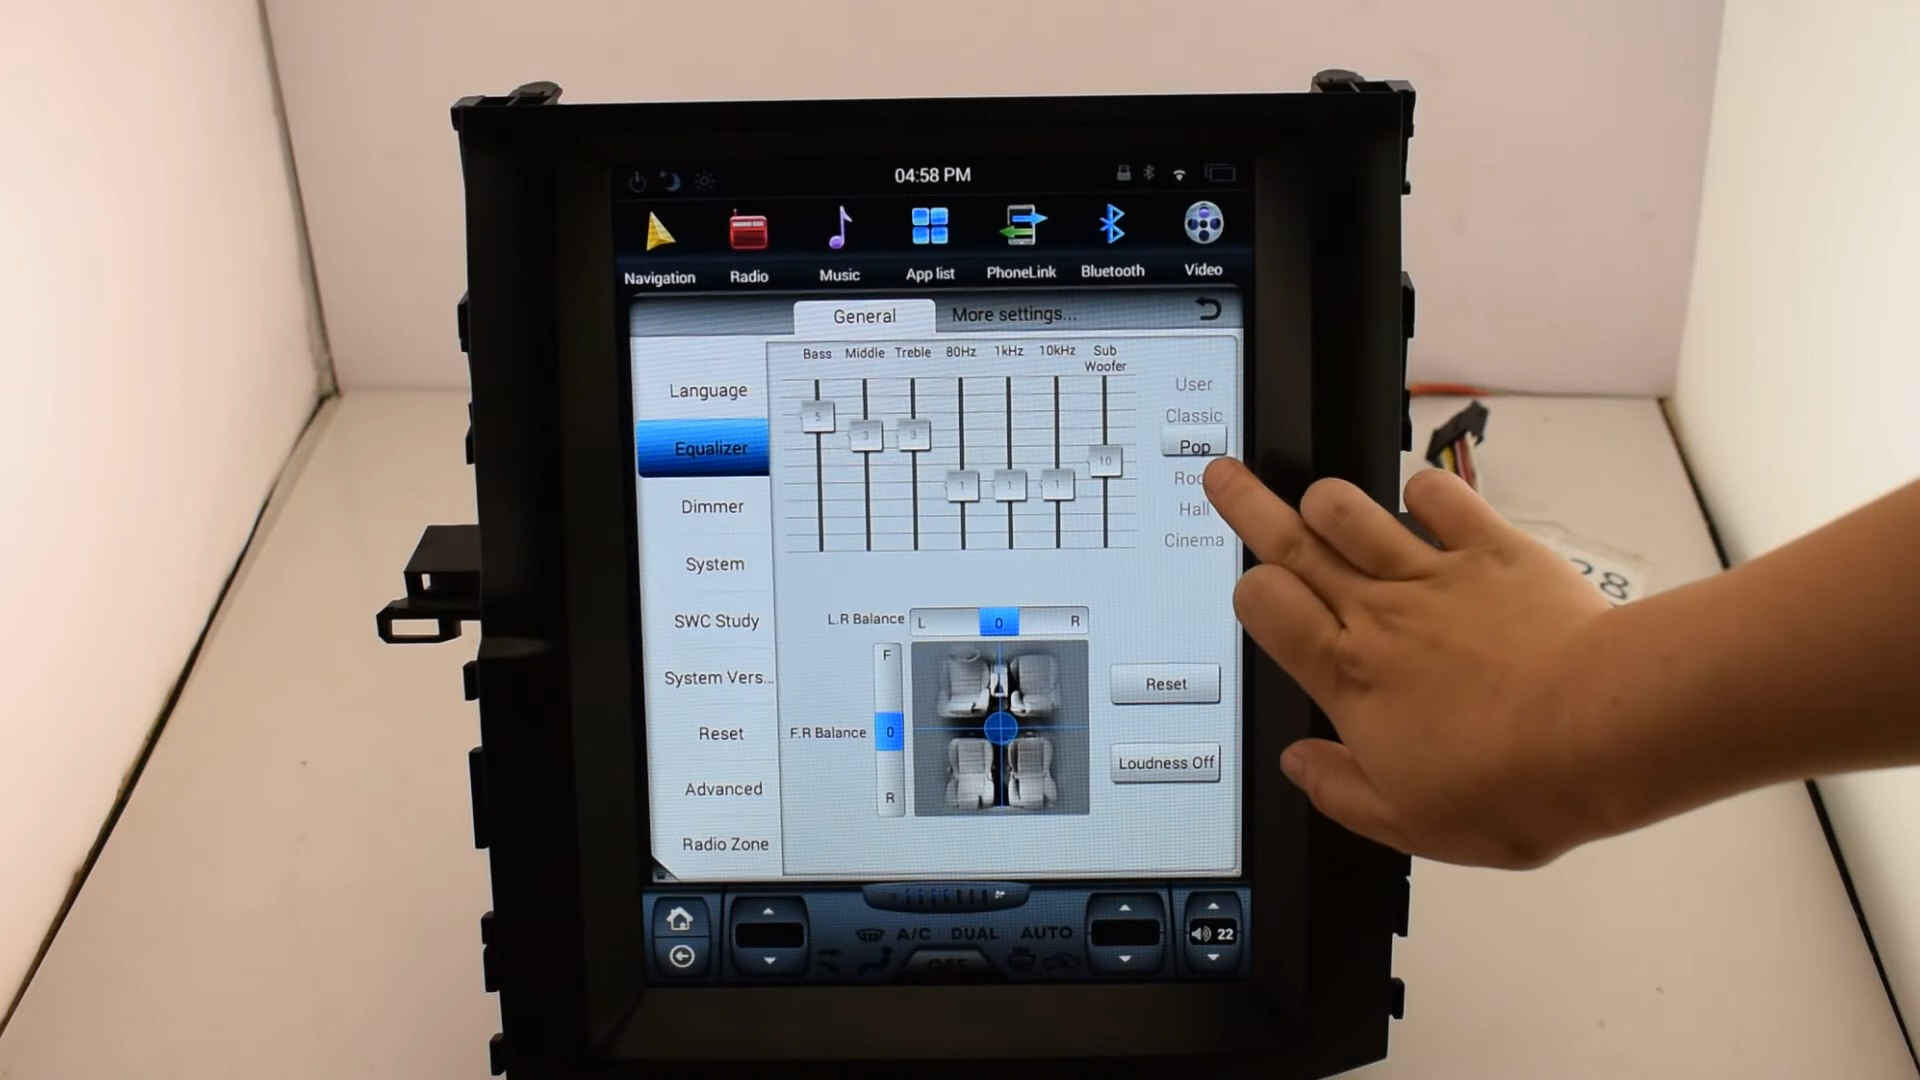 04:58 PM
Navigation Radio Music App list PhoneLink Bluetooth Video
General More settings...
Bass Middle Treble 80Hz 1kHz 10kHz Sub Woofer
5 3 3 1 1 1 10
Language
Equalizer
Dimmer
System
SWC Study
System Vers...
Reset
Advanced
Radio Zone
User
Classic
Pop
Hall
Cinema
L.R Balance L 0 R
F
F.R Balance 0
R
Reset
Loudness Off
A/C DUAL AUTO
OFF
22
28